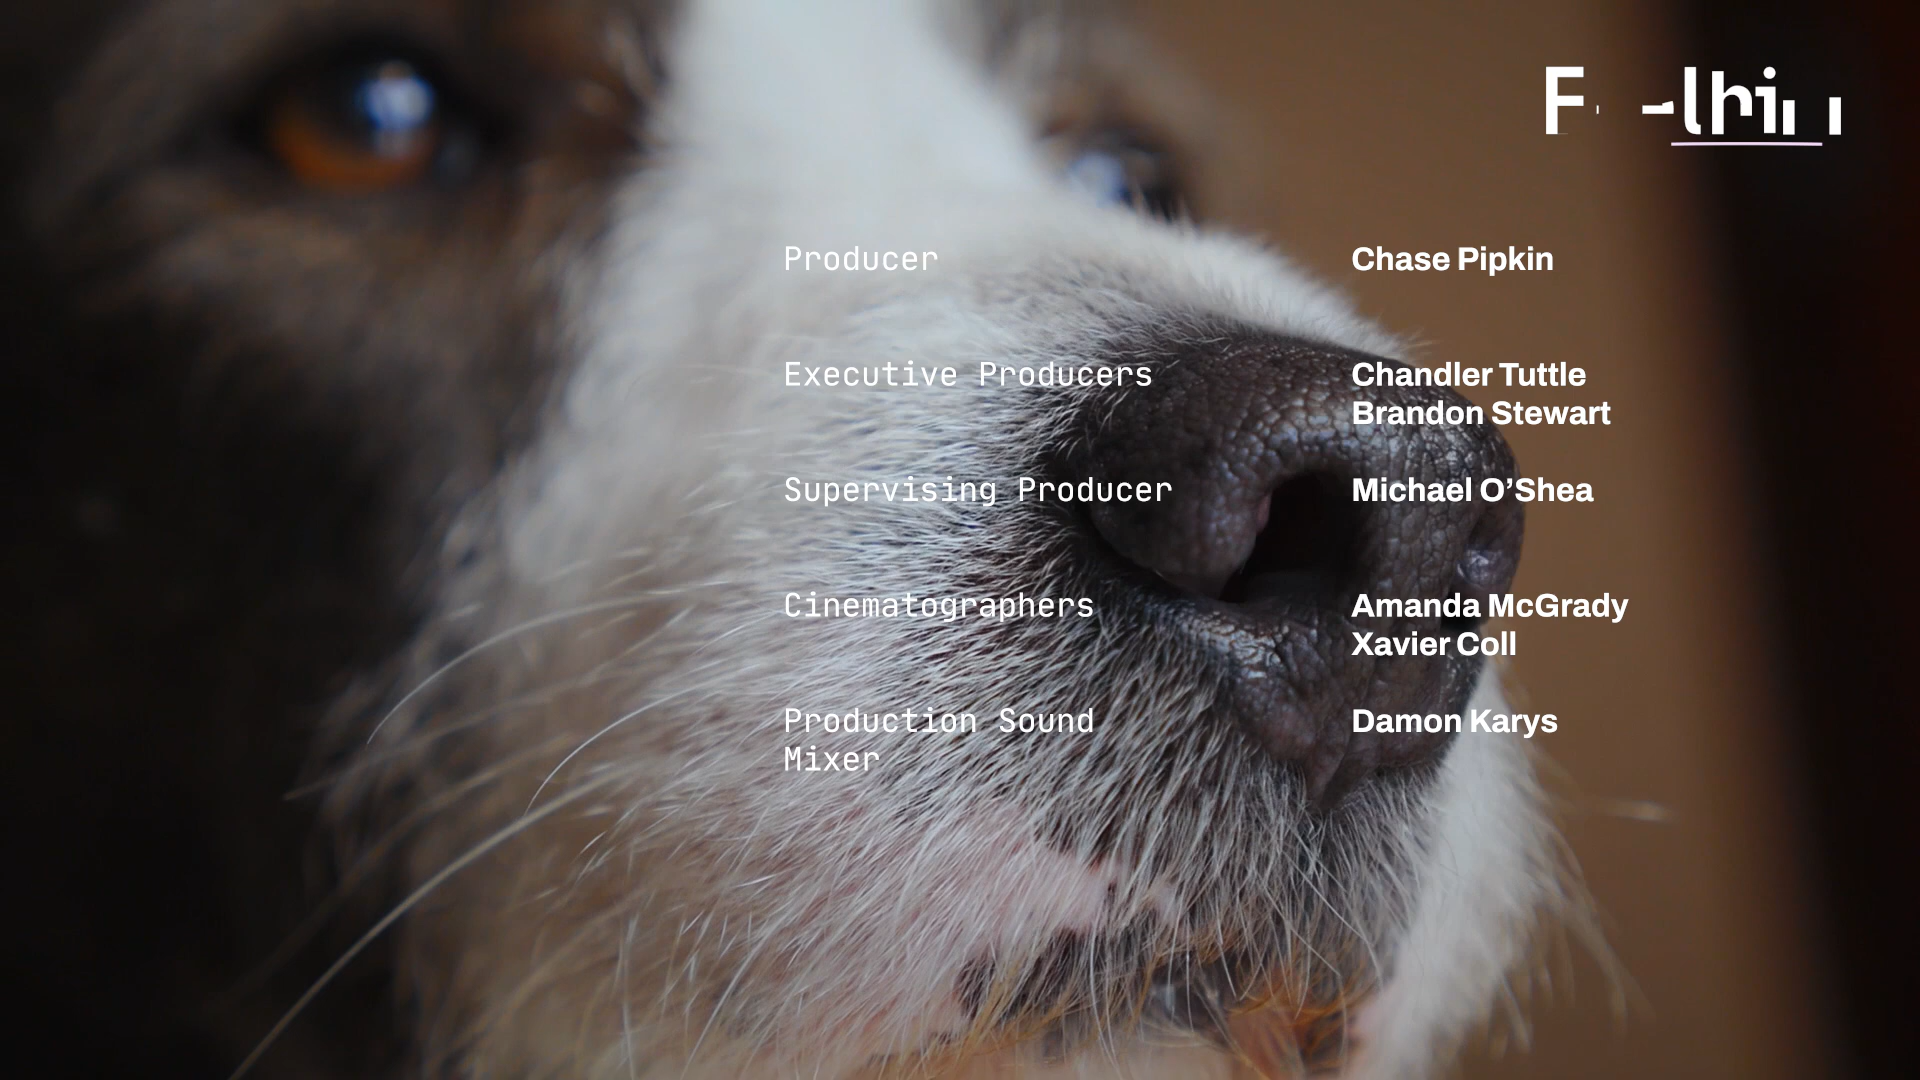 Producer Chase Pipkin
Executive Producers Chandler Tuttle
Brandon Stewart
Supervising Producer Michael O’Shea
Cinematographers Amanda McGrady
Xavier Coll
Production Sound Damon Karys
Mixer